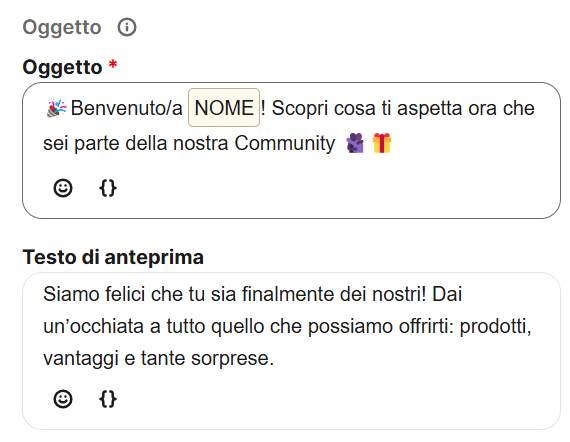 Oggetto
Oggetto *
🎉Benvenuto/a NOME! Scopri cosa ti aspetta ora che
sei parte della nostra Community 🍇🎁
{}
Testo di anteprima
Siamo felici che tu sia finalmente dei nostri! Dai
un’occhiata a tutto quello che possiamo offrirti: prodotti,
vantaggi e tante sorprese.
{}